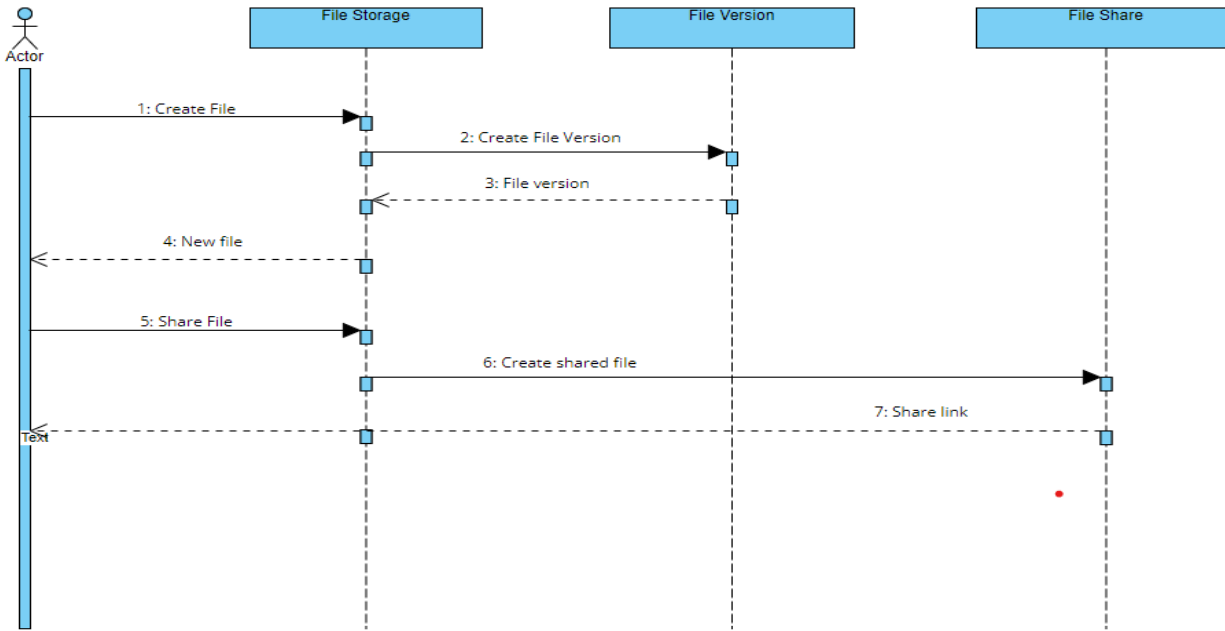 File Storage
File Version
File Share
Actor
1: Create File
2: Create File Version
3: File version
4: New file
5: Share File
6: Create shared file
7: Share link
Text